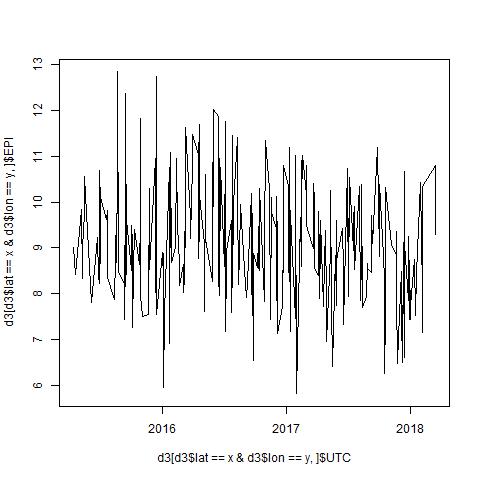 13
12
11
10
9
8
7
6
d3[d3$lat == x & d3$lon == y, ]$EPI
2016 2017 2018
d3[d3$lat == x & d3$lon == y, ]$UTC